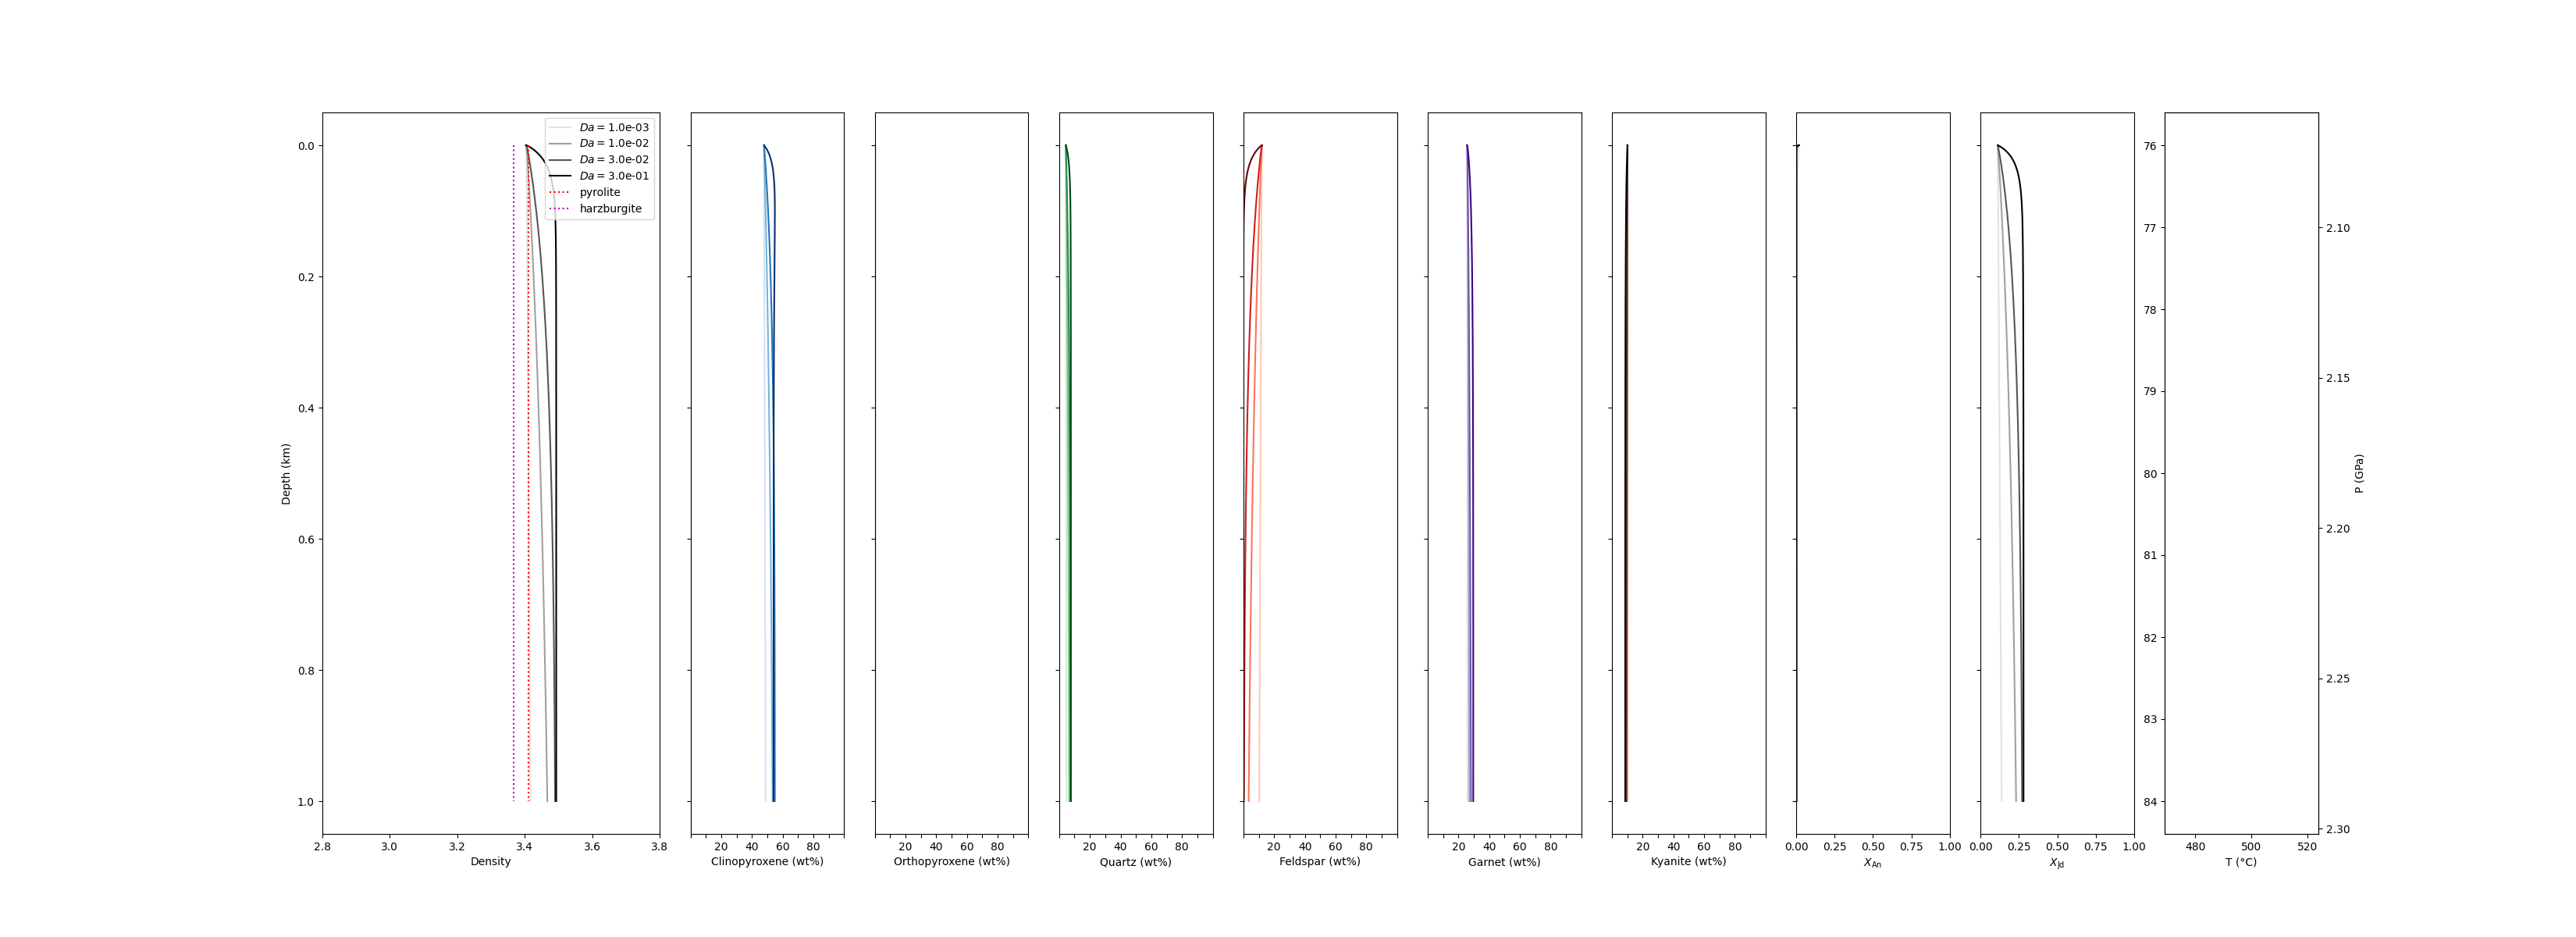 Da = 1.0e-03
Da = 1.0e-02
Da = 3.0e-02
Da = 3.0e-01
pyrolite
harzburgite
Depth (km)
0.0
0.2
0.4
0.6
0.8
1.0
2.8 3.0 3.2 3.4 3.6 3.8
Density
20 40 60 80
Clinopyroxene (wt%)
20 40 60 80
Orthopyroxene (wt%)
20 40 60 80
Quartz (wt%)
20 40 60 80
Feldspar (wt%)
20 40 60 80
Garnet (wt%)
20 40 60 80
Kyanite (wt%)
0.00 0.25 0.50 0.75 1.00
XAn
0.00 0.25 0.50 0.75 1.00
XJd
76
77
78
79
80
81
82
83
84
480 500 520
T (°C)
2.10
2.15
2.20
2.25
2.30
P (GPa)